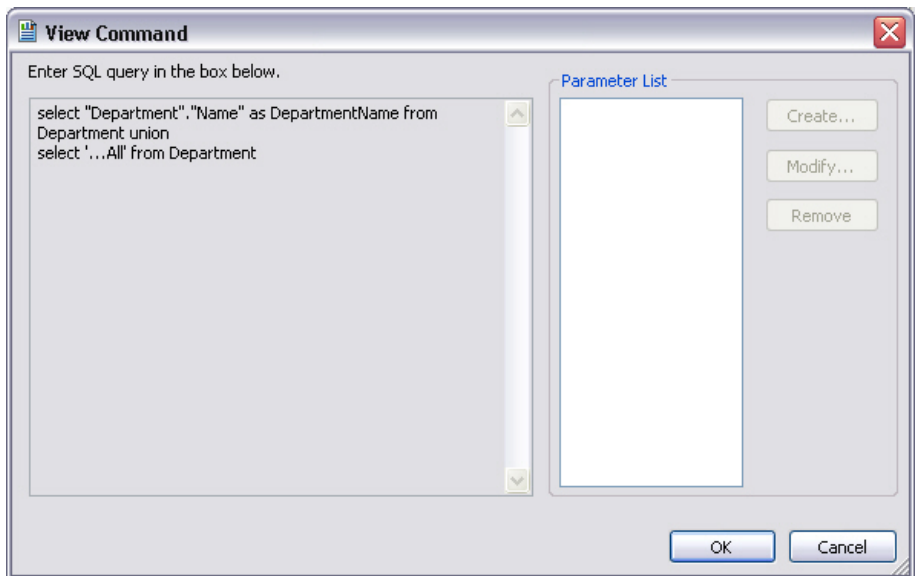 View Command
Enter SQL query in the box below.
select "Department"."Name" as DepartmentName from
Department union
select '...All' from Department
Parameter List
Create...
Modify...
Remove
OK
Cancel